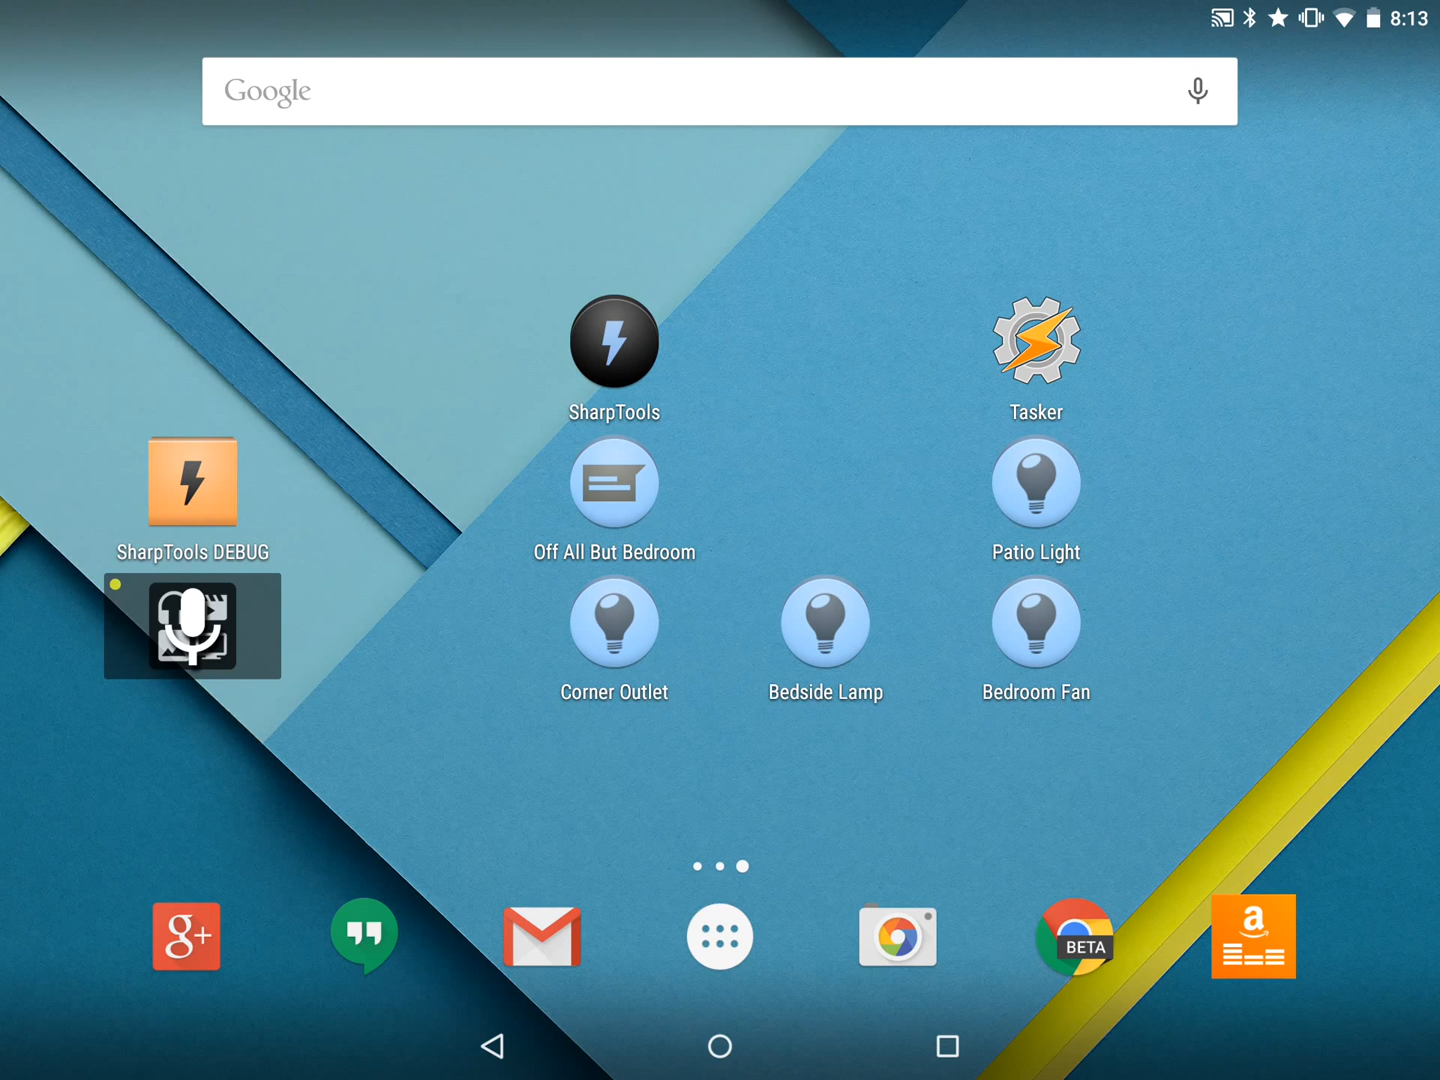 8:13
Google
SharpTools
Tasker
SharpTools DEBUG
Off All But Bedroom
Patio Light
Corner Outlet
Bedside Lamp
Bedroom Fan
g+
BETA
a